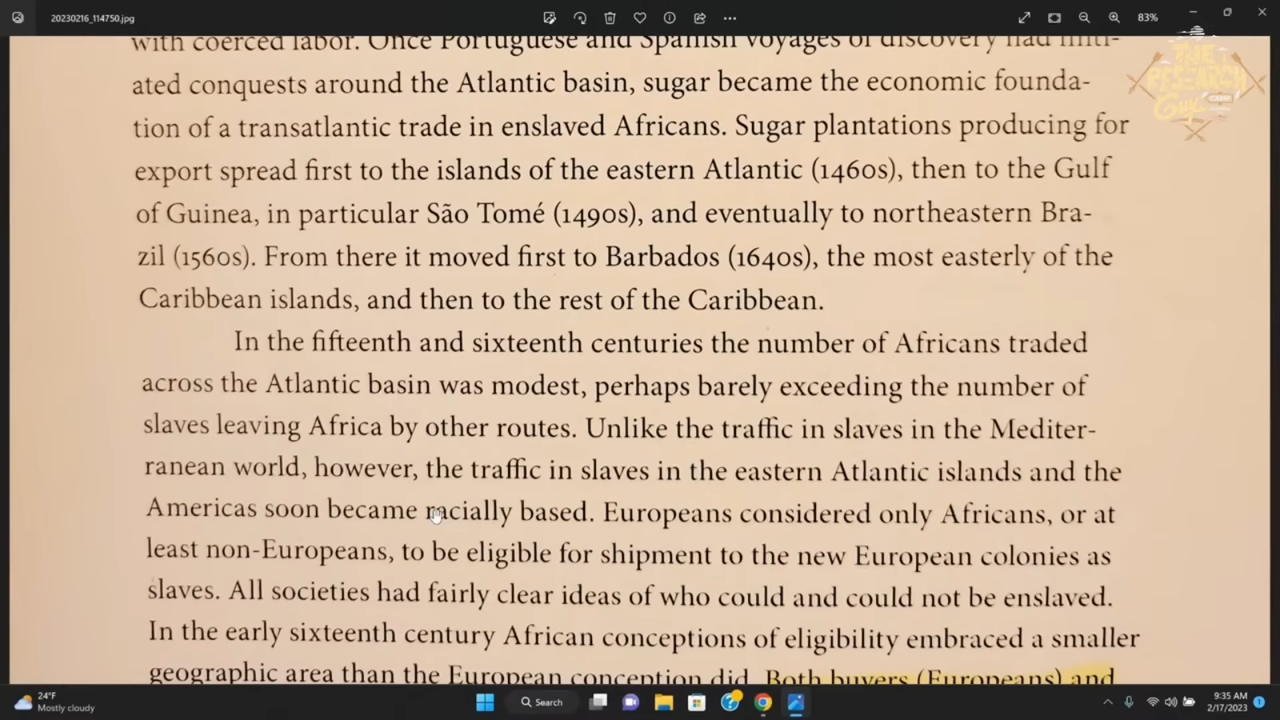 20230216_114750.jpg
83%
with coerced labor. Once Portuguese and Spanish voyages of discovery had initi-
ated conquests around the Atlantic basin, sugar became the economic founda-
tion of a transatlantic trade in enslaved Africans. Sugar plantations producing for
export spread first to the islands of the eastern Atlantic (1460s), then to the Gulf
of Guinea, in particular São Tomé (1490s), and eventually to northeastern Bra-
zil (1560s). From there it moved first to Barbados (1640s), the most easterly of the
Caribbean islands, and then to the rest of the Caribbean.
In the fifteenth and sixteenth centuries the number of Africans traded
across the Atlantic basin was modest, perhaps barely exceeding the number of
slaves leaving Africa by other routes. Unlike the traffic in slaves in the Mediter-
ranean world, however, the traffic in slaves in the eastern Atlantic islands and the
Americas soon became racially based. Europeans considered only Africans, or at
least non-Europeans, to be eligible for shipment to the new European colonies as
slaves. All societies had fairly clear ideas of who could and could not be enslaved.
In the early sixteenth century African conceptions of eligibility embraced a smaller
geographic area than the European conception did. Both buyers (Europeans) and
THE
RESEARCH
Guy
24°F
Mostly cloudy
Search
9:35 AM
2/17/2023